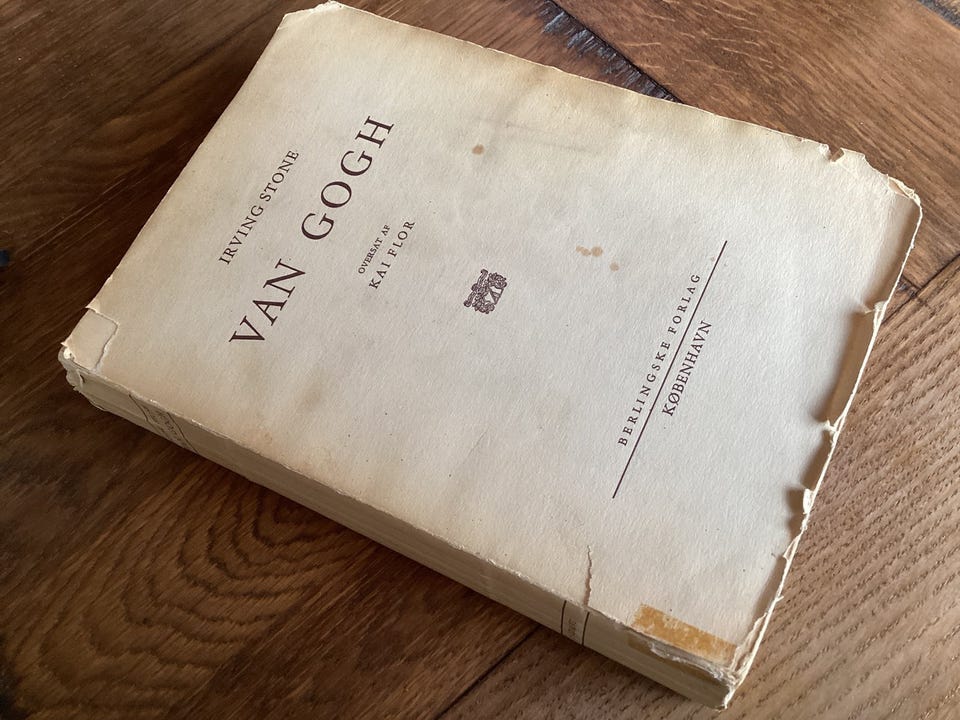 IRVING STONE
VAN GOGH
OVERSAT AF
KAI FLOR
BERLINGSKE FORLAG
KØBENHAVN